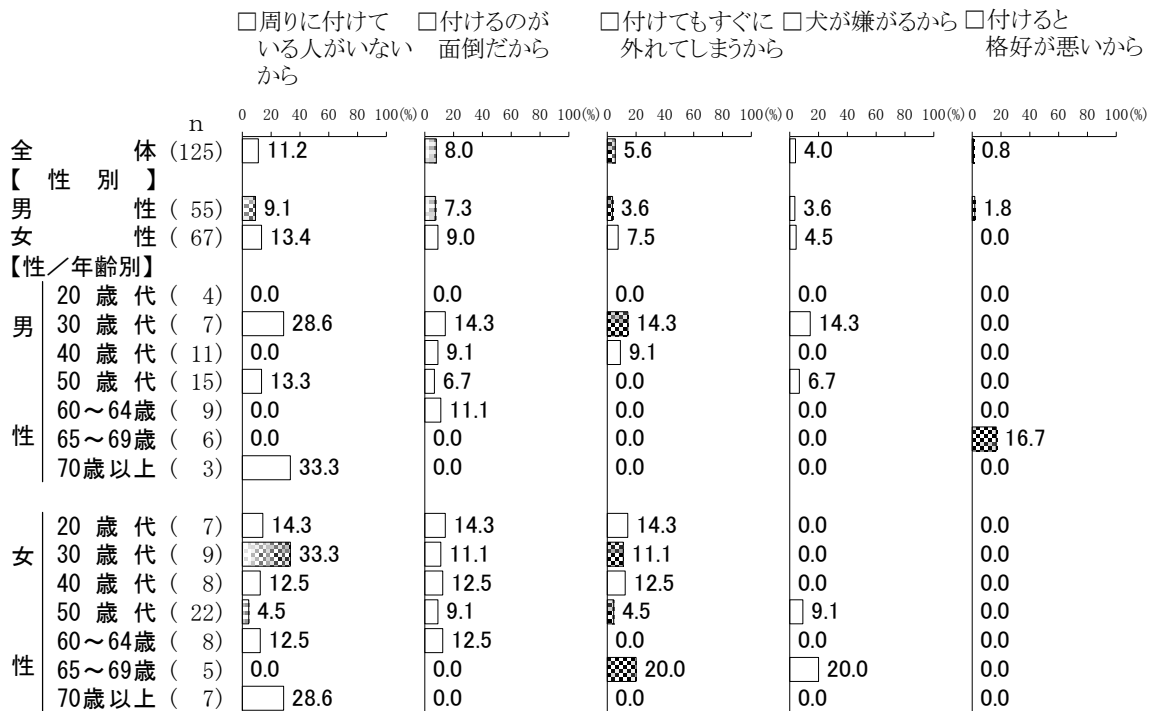 □周りに付けて □付けるのが □付けてもすぐに □犬が嫌がるから □付けると
いる人がいない 面倒だから 外れてしまうから 格好が悪いから
から
n
0 20 40 60 80 100(%) 0 20 40 60 80 100(%) 0 20 40 60 80 100(%) 0 20 40 60 80 100(%) 0 20 40 60 80 100(%)
全体 (125) 11.2 8.0 5.6 4.0 0.8
【性別】
男性 ( 55) 9.1 7.3 3.6 3.6 1.8
女性 ( 67) 13.4 9.0 7.5 4.5 0.0
【性／年齢別】
20歳代 ( 4) 0.0 0.0 0.0 0.0 0.0
男 30歳代 ( 7) 28.6 14.3 14.3 14.3 0.0
40歳代 ( 11) 0.0 9.1 9.1 0.0 0.0
50歳代 ( 15) 13.3 6.7 0.0 6.7 0.0
60～64歳 ( 9) 0.0 11.1 0.0 0.0 0.0
性 65～69歳 ( 6) 0.0 0.0 0.0 0.0 16.7
70歳以上 ( 3) 33.3 0.0 0.0 0.0 0.0
20歳代 ( 7) 14.3 14.3 14.3 0.0 0.0
女 30歳代 ( 9) 33.3 11.1 11.1 0.0 0.0
40歳代 ( 8) 12.5 12.5 12.5 0.0 0.0
50歳代 ( 22) 4.5 9.1 4.5 9.1 0.0
60～64歳 ( 8) 12.5 12.5 0.0 0.0 0.0
性 65～69歳 ( 5) 0.0 0.0 20.0 20.0 0.0
70歳以上 ( 7) 28.6 0.0 0.0 0.0 0.0